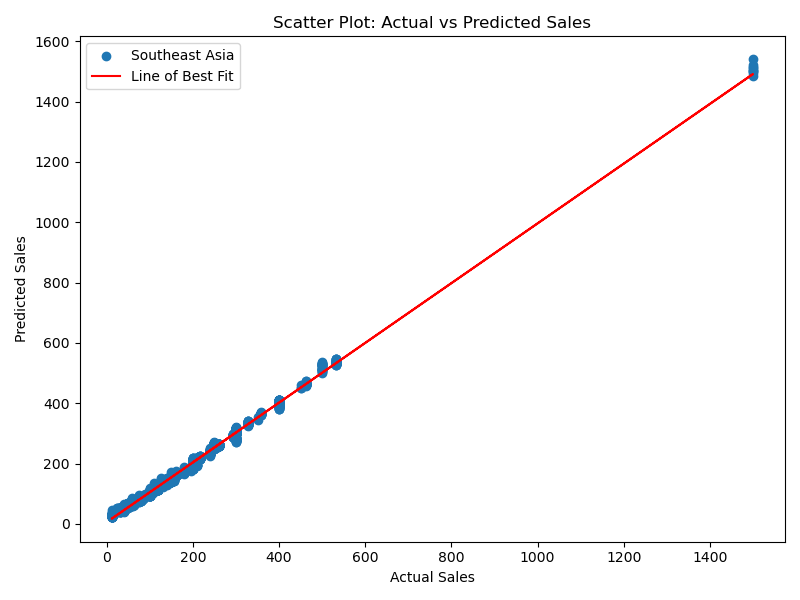 Scatter Plot: Actual vs Predicted Sales
Southeast Asia
Line of Best Fit
1600
1400
1200
1000
800
600
400
200
0
Predicted Sales
0 200 400 600 800 1000 1200 1400
Actual Sales